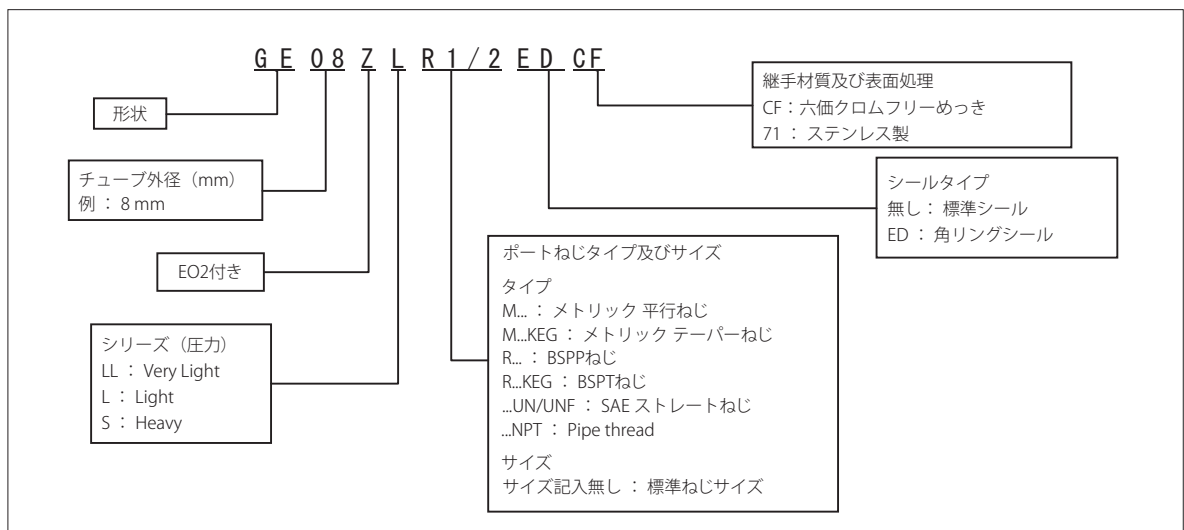 GE08ZLR1/2EDCF
形状
チューブ外径（mm）
例 ： 8 mm
EO2付き
シリーズ（圧力）
LL ： Very Light
L ： Light
S ： Heavy
ポートねじタイプ及びサイズ
タイプ
M... ： メトリック 平行ねじ
M...KEG ： メトリック テーパーねじ
R... ： BSPPねじ
R...KEG ： BSPTねじ
...UN/UNF ： SAE ストレートねじ
...NPT ： Pipe thread
サイズ
サイズ記入無し ： 標準ねじサイズ
シールタイプ
無し ： 標準シール
ED ： 角リングシール
継手材質及び表面処理
CF ： 六価クロムフリーめっき
71 ： ステンレス製